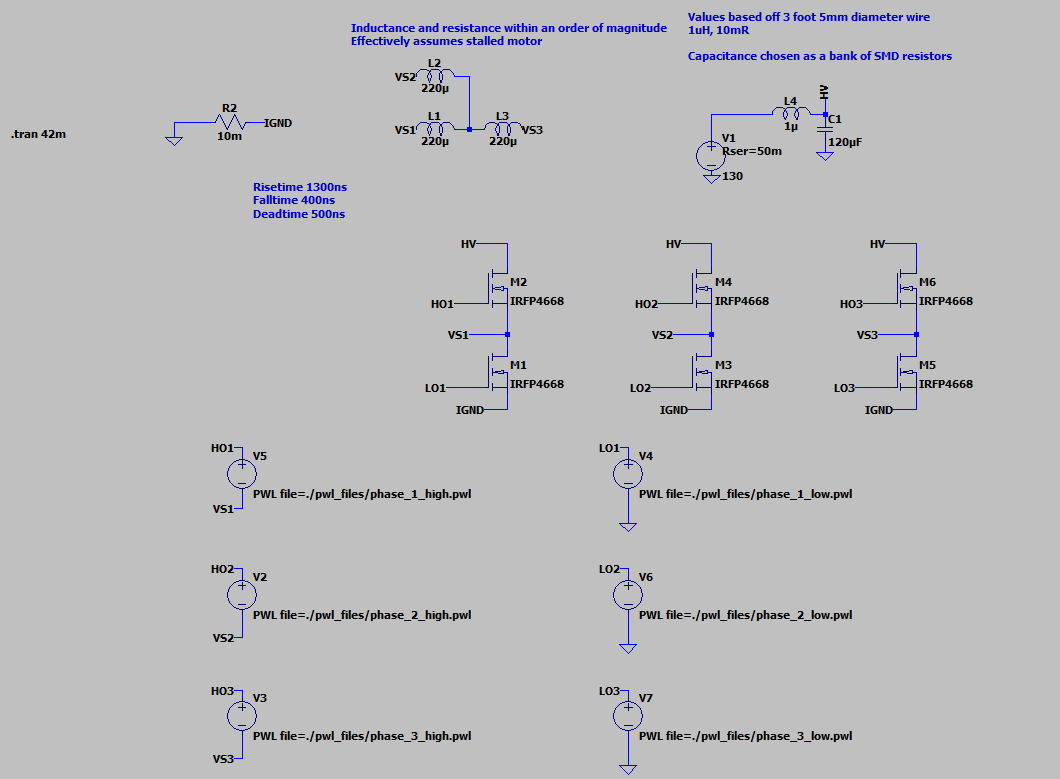 Values based off 3 foot 5mm diameter wire
1uH, 10mR
Capacitance chosen as a bank of SMD resistors
Inductance and resistance within an order of magnitude
Effectively assumes stalled motor
L2
VS2
220µ
L1
L3
VS1
VS3
220µ
220µ
HV
L4
1µ
C1
120µF
V1
Rser=50m
130
R2
IGND
10m
.tran 42m
Risetime 1300ns
Falltime 400ns
Deadtime 500ns
HV
M2
HO1
IRFP4668
VS1
M1
LO1
IRFP4668
IGND
HV
M4
HO2
IRFP4668
VS2
M3
LO2
IRFP4668
IGND
HV
M6
HO3
IRFP4668
VS3
M5
LO3
IRFP4668
IGND
HO1
V5
PWL file=./pwl_files/phase_1_high.pwl
VS1
LO1
V4
PWL file=./pwl_files/phase_1_low.pwl
HO2
V2
PWL file=./pwl_files/phase_2_high.pwl
VS2
LO2
V6
PWL file=./pwl_files/phase_2_low.pwl
HO3
V3
PWL file=./pwl_files/phase_3_high.pwl
VS3
LO3
V7
PWL file=./pwl_files/phase_3_low.pwl